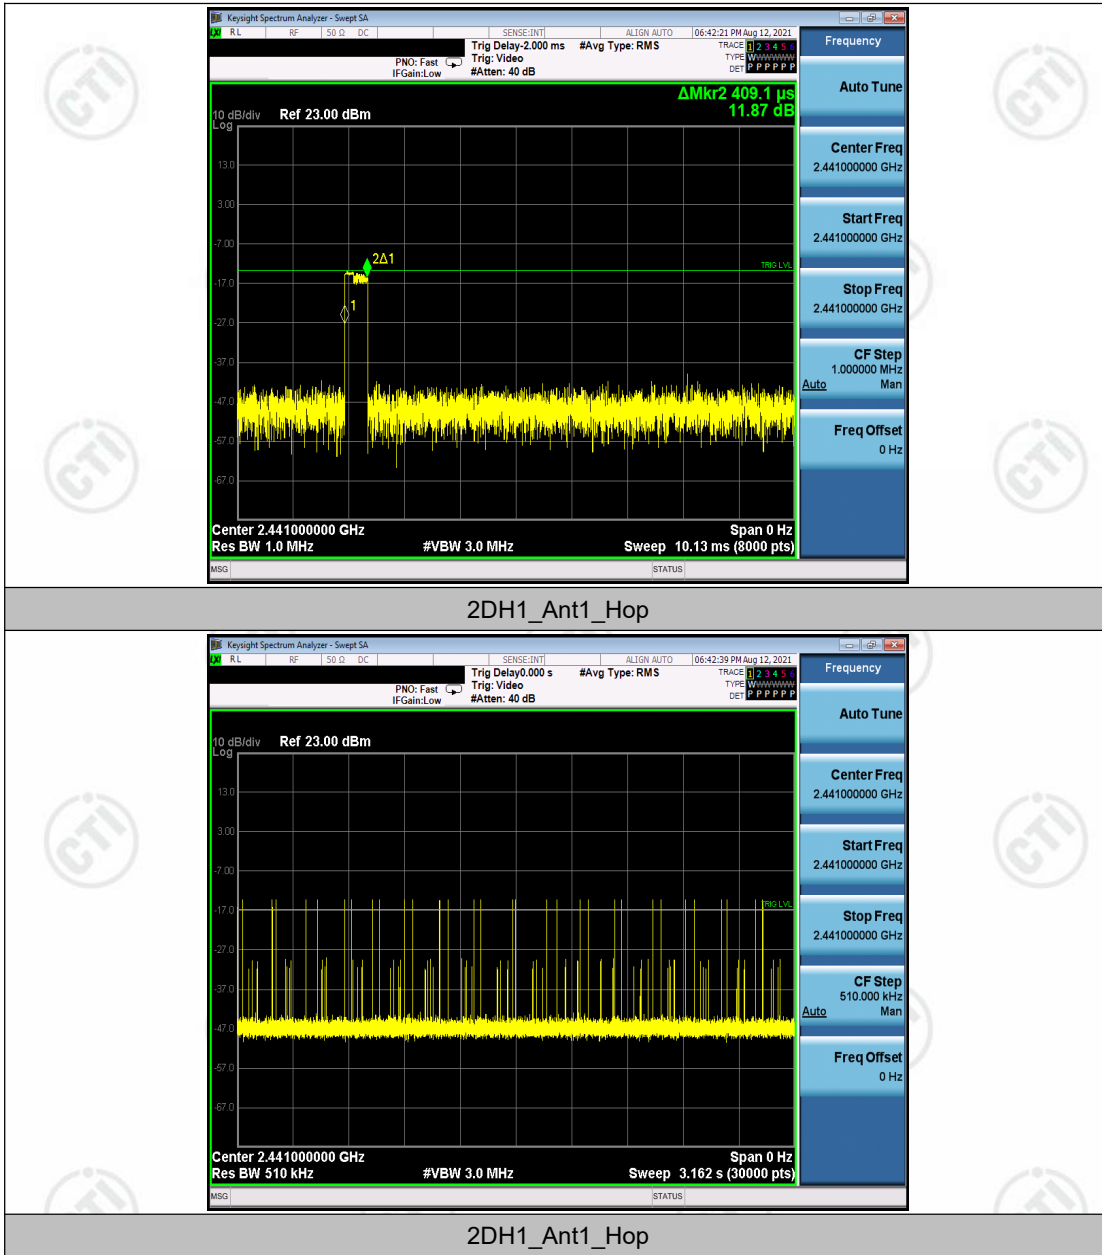 Keysight Spectrum Analyzer - Swept SA
LXI RL RF 50 Ω DC SENSE:INT ALIGN AUTO 06:42:21 PM Aug 12, 2021
Trig Delay-2.000 ms #Avg Type: RMS TRACE 1 2 3 4 5 6
PNO: Fast Trig: Video TYPE WWWWWW
IFGain:Low #Atten: 40 dB DET P P P P P P
Frequency
ΔMkr2 409.1 µs
11.87 dB
10 dB/div Ref 23.00 dBm
Log
13.0
3.00
-7.00
-17.0
-27.0
-37.0
-47.0
-57.0
-67.0
2Δ1
1
TRIG LVL
Center 2.441000000 GHz Span 0 Hz
Res BW 1.0 MHz #VBW 3.0 MHz Sweep 10.13 ms (8000 pts)
MSG STATUS
Auto Tune
Center Freq
2.441000000 GHz
Start Freq
2.441000000 GHz
Stop Freq
2.441000000 GHz
CF Step
1.000000 MHz
Auto Man
Freq Offset
0 Hz
2DH1_Ant1_Hop
Keysight Spectrum Analyzer - Swept SA
LXI RL RF 50 Ω DC SENSE:INT ALIGN AUTO 06:42:39 PM Aug 12, 2021
Trig Delay0.000 s #Avg Type: RMS TRACE 1 2 3 4 5 6
PNO: Fast Trig: Video TYPE WWWWWW
IFGain:Low #Atten: 40 dB DET P P P P P P
Frequency
10 dB/div Ref 23.00 dBm
Log
13.0
3.00
-7.00
-17.0
-27.0
-37.0
-47.0
-57.0
-67.0
TRIG LVL
Center 2.441000000 GHz Span 0 Hz
Res BW 510 kHz #VBW 3.0 MHz Sweep 3.162 s (30000 pts)
MSG STATUS
Auto Tune
Center Freq
2.441000000 GHz
Start Freq
2.441000000 GHz
Stop Freq
2.441000000 GHz
CF Step
510.000 kHz
Auto Man
Freq Offset
0 Hz
2DH1_Ant1_Hop
CTI
CTI
CTI
CTI
CTI
CTI